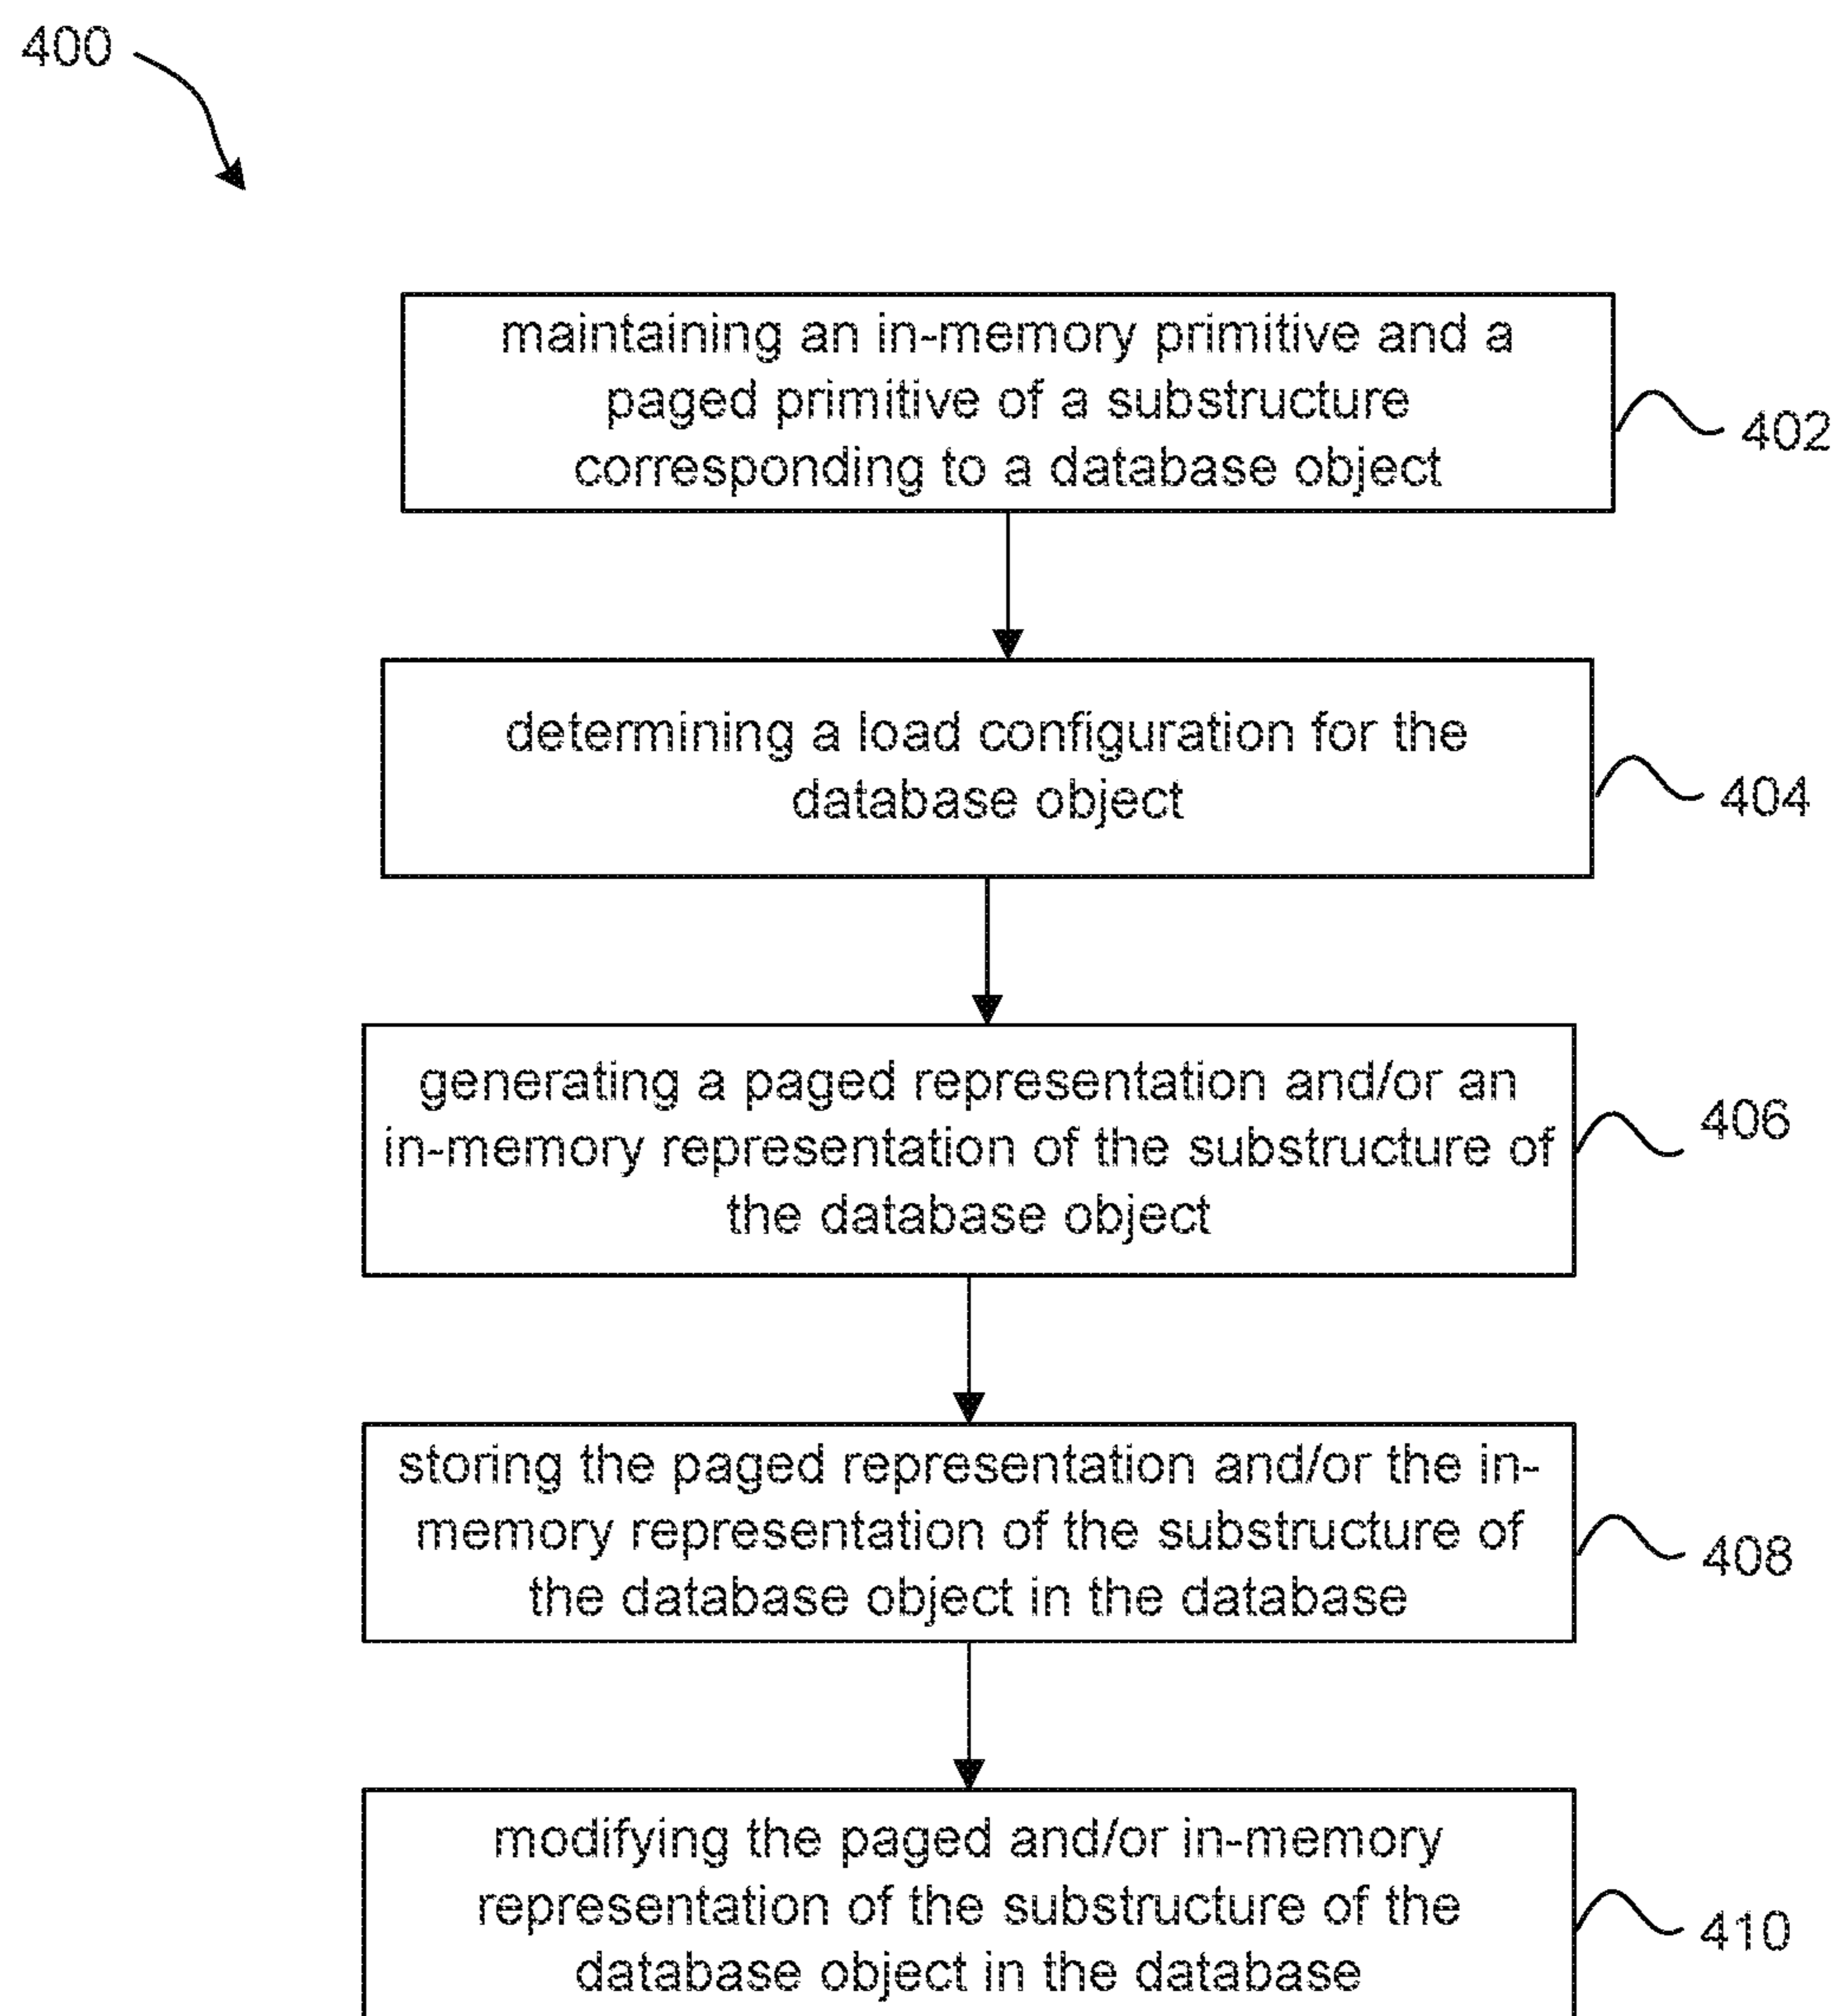 400
maintaining an in-memory primitive and a
paged primitive of a substructure
corresponding to a database object
402
determining a load configuration for the
database object
404
generating a paged representation and/or an
in-memory representation of the substructure of
the database object
406
storing the paged representation and/or the in-
memory representation of the substructure of
the database object in the database
408
modifying the paged and/or in-memory
representation of the substructure of the
database object in the database
410